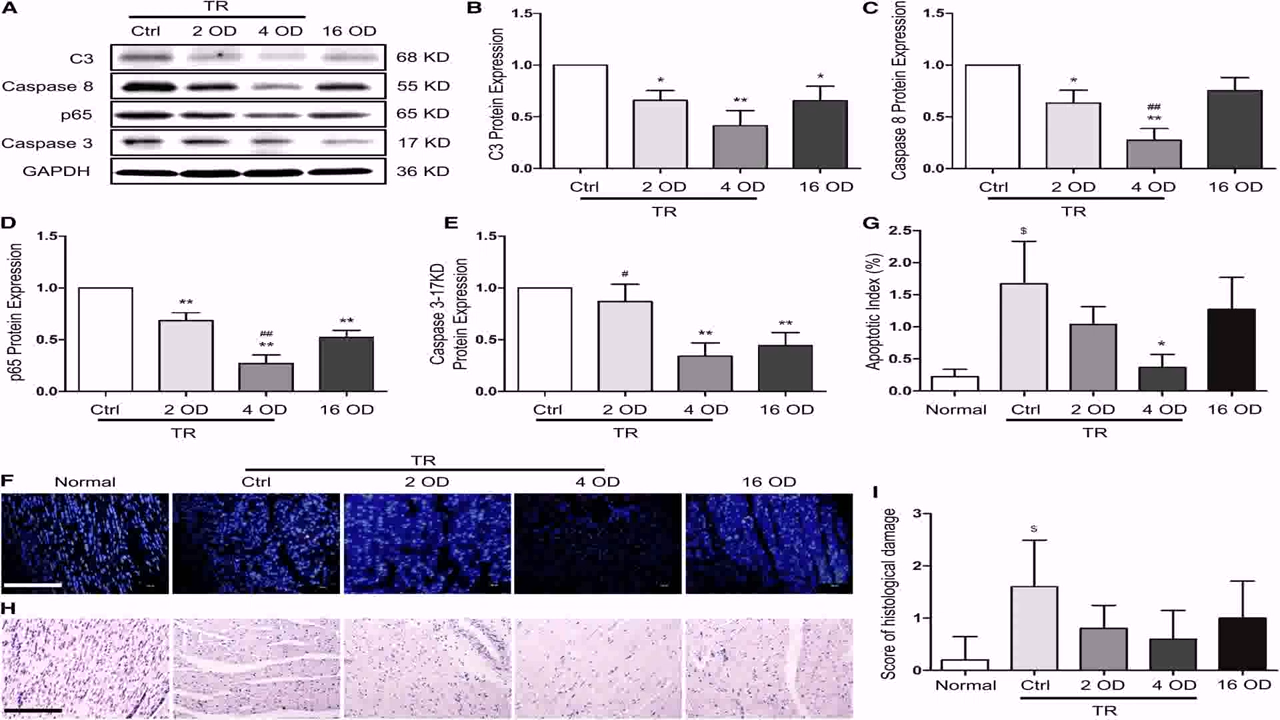 A
TR
Ctrl 2 OD 4 OD 16 OD
C3 68 KD
Caspase 8 55 KD
p65 65 KD
Caspase 3 17 KD
GAPDH 36 KD
B
C3 Protein Expression
1.5
1.0
0.5
0.0
* ** *
Ctrl 2 OD 4 OD 16 OD
TR
C
Caspase 8 Protein Expression
1.5
1.0
0.5
0.0
*
##
**
Ctrl 2 OD 4 OD 16 OD
TR
D
p65 Protein Expression
1.5
1.0
0.5
0.0
**
##
**
**
Ctrl 2 OD 4 OD 16 OD
TR
E
Caspase 3-17KD
Protein Expression
1.5
1.0
0.5
0.0
#
** **
Ctrl 2 OD 4 OD 16 OD
TR
G
Apoptotic Index (%)
2.5
2.0
1.5
1.0
0.5
0.0
$
*
Normal Ctrl 2 OD 4 OD 16 OD
TR
F
TR
Normal Ctrl 2 OD 4 OD 16 OD
H
I
Score of histological damage
3
2
1
0
$
Normal Ctrl 2 OD 4 OD 16 OD
TR